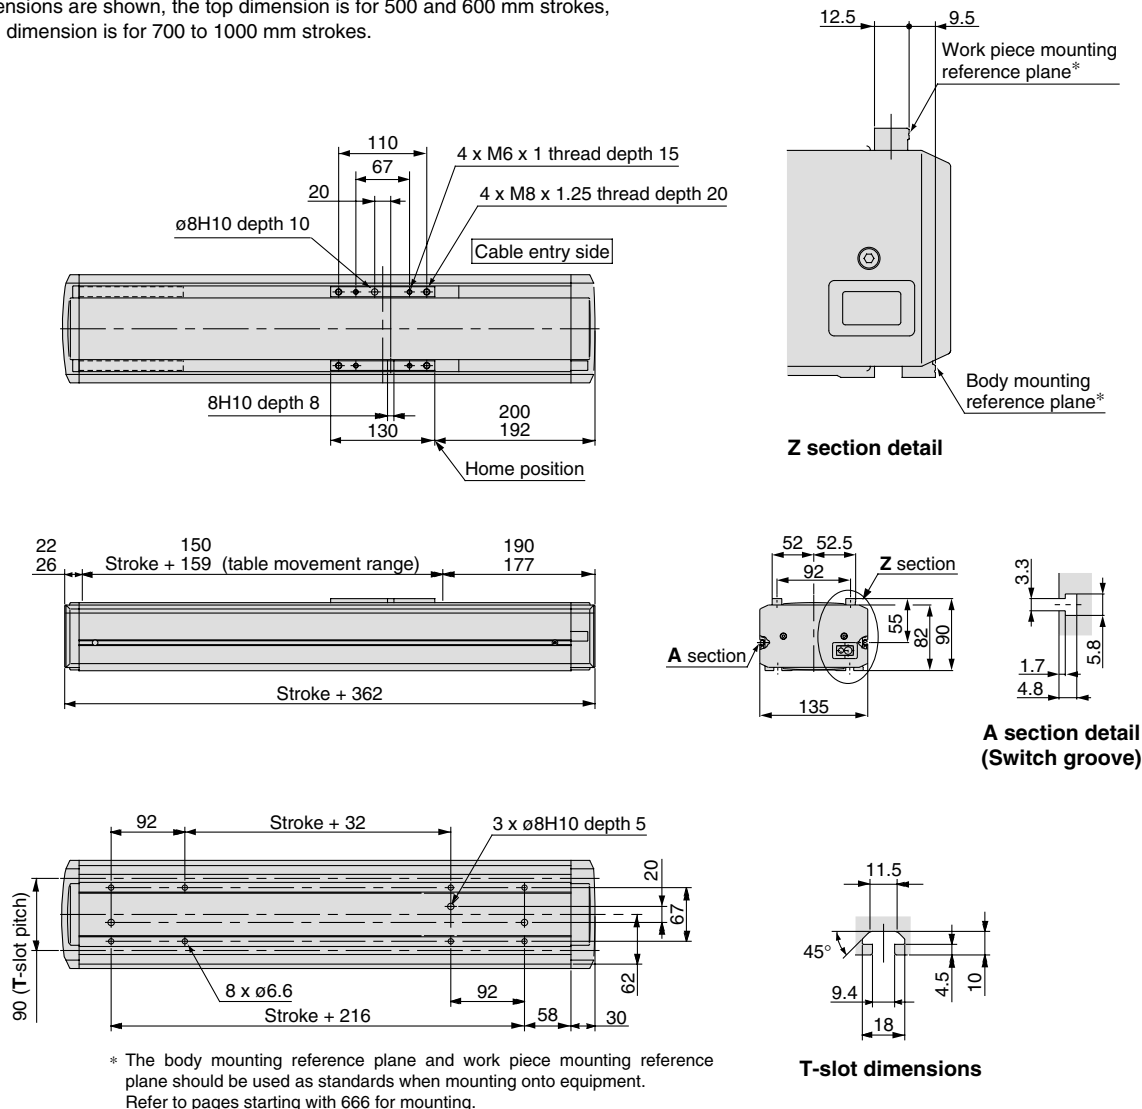 ensions are shown, the top dimension is for 500 and 600 mm strokes,
dimension is for 700 to 1000 mm strokes.
12.5
9.5
Work piece mounting
reference plane*
110
4 x M6 x 1 thread depth 15
67
20
4 x M8 x 1.25 thread depth 20
ø8H10 depth 10
Cable entry side
8H10 depth 8
130
200
192
Home position
Body mounting
reference plane*
Z section detail
22
26
150
Stroke + 159 (table movement range)
190
177
Stroke + 362
52
52.5
92
Z section
A section
55
82
90
135
3.3
5.8
1.7
4.8
A section detail
(Switch groove)
92
Stroke + 32
3 x ø8H10 depth 5
20
67
62
90 (T-slot pitch)
8 x ø6.6
92
Stroke + 216
58
30
11.5
45°
9.4
18
4.5
10
T-slot dimensions
* The body mounting reference plane and work piece mounting reference
plane should be used as standards when mounting onto equipment.
Refer to pages starting with 666 for mounting.